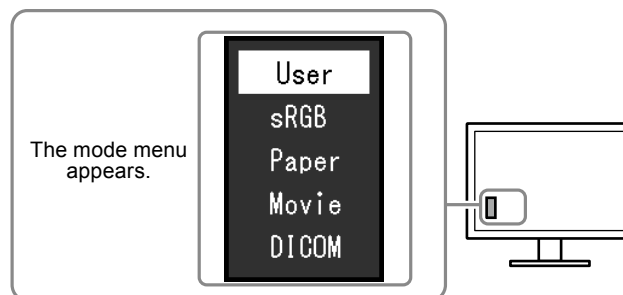 The mode menu
appears.
User
sRGB
Paper
Movie
DICOM